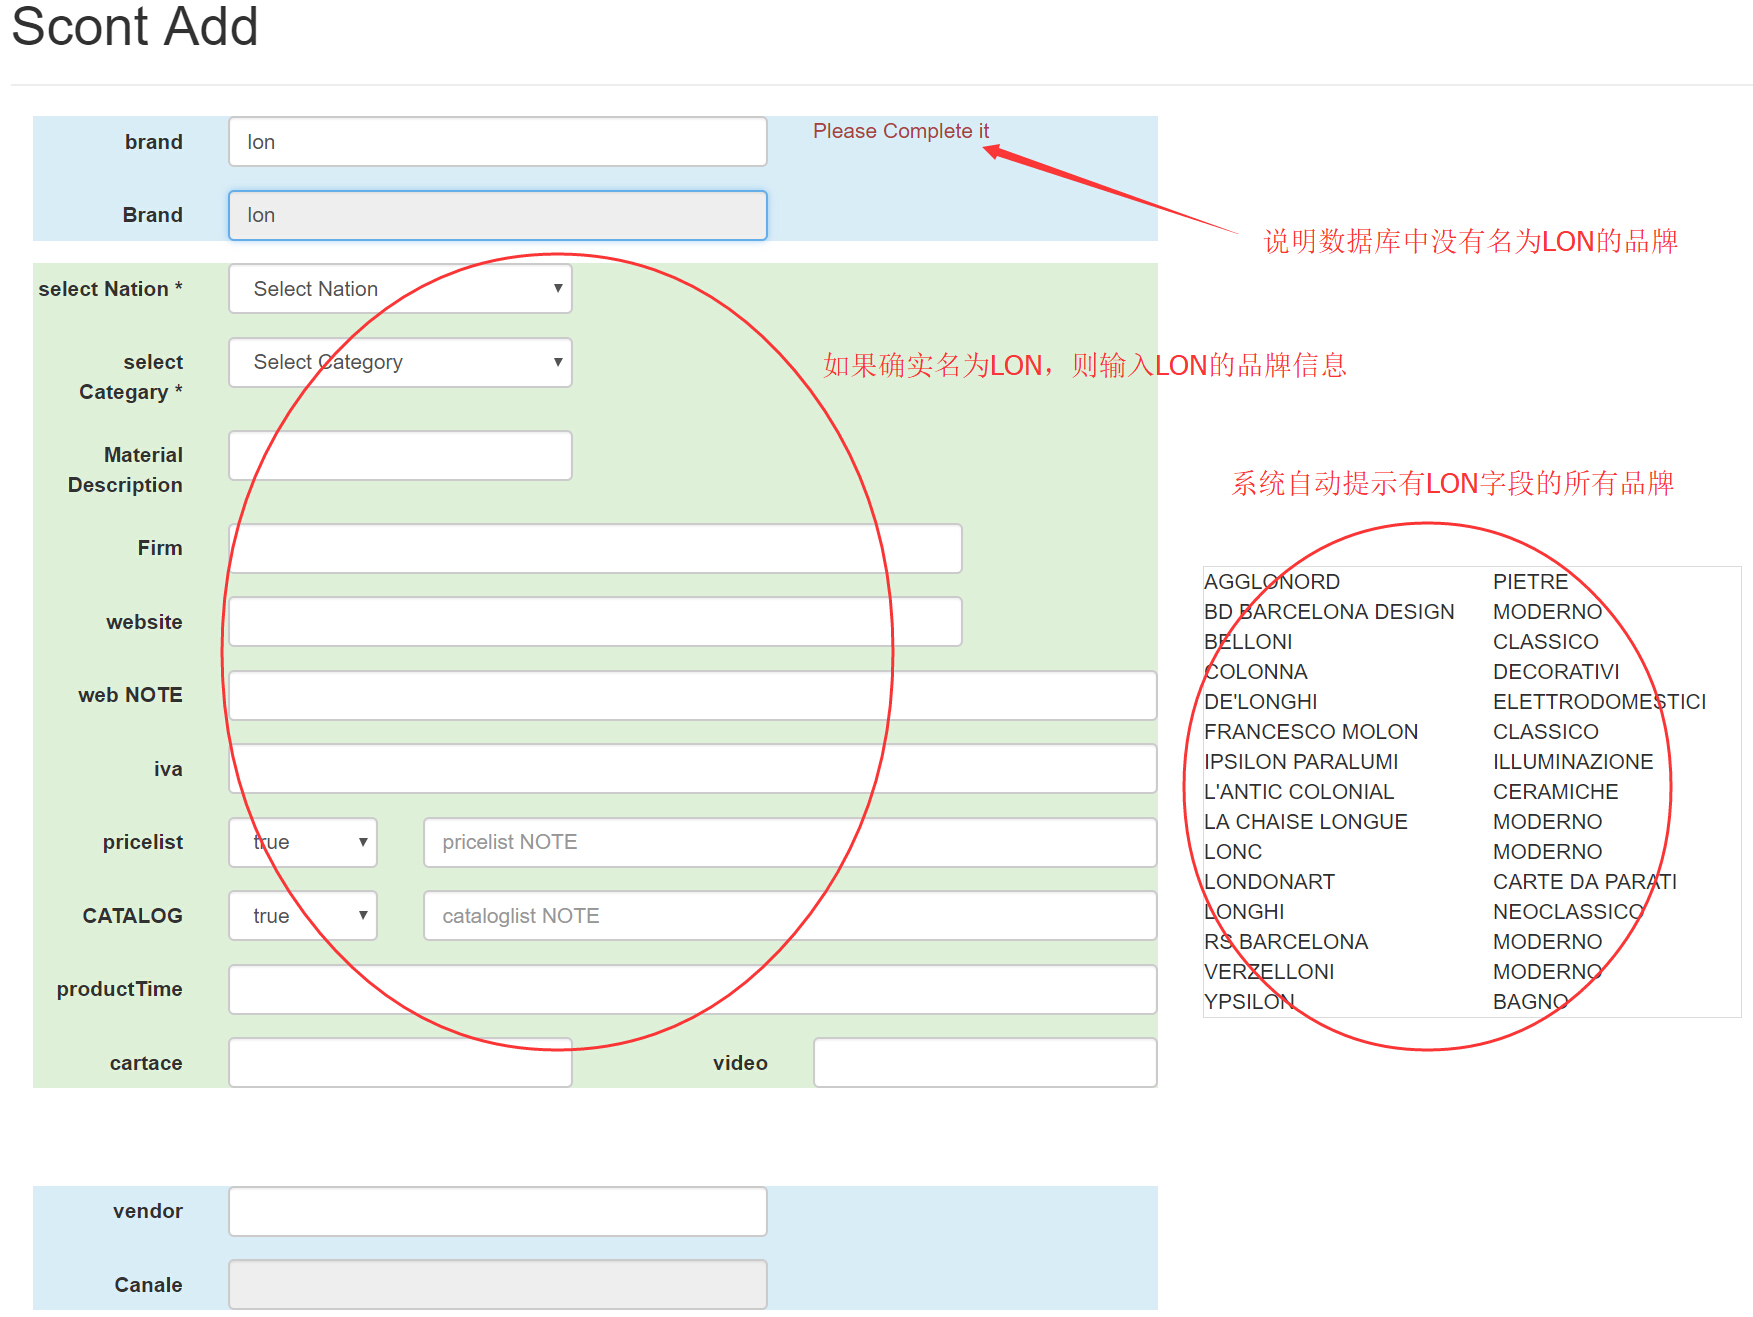 Scont Add
brand
lon
Please Complete it
Brand
lon
说明数据库中没有名为LON的品牌
select Nation *
Select Nation
select
Categary *
Select Category
如果确实名为LON，则输入LON的品牌信息
Material
Description
系统自动提示有LON字段的所有品牌
Firm
website
web NOTE
iva
pricelist
true
pricelist NOTE
CATALOG
true
cataloglist NOTE
productTime
cartace
video
AGGLONORD PIETRE
BD BARCELONA DESIGN MODERNO
BELLONI CLASSICO
COLONNA DECORATIVI
DE'LONGHI ELETTRODOMESTICI
FRANCESCO MOLON CLASSICO
IPSILON PARALUMI ILLUMINAZIONE
L'ANTIC COLONIAL CERAMICHE
LA CHAISE LONGUE MODERNO
LONC MODERNO
LONDONART CARTE DA PARATI
LONGHI NEOCLASSICO
RS BARCELONA MODERNO
VERZELLONI MODERNO
YPSILON BAGNO
vendor
Canale